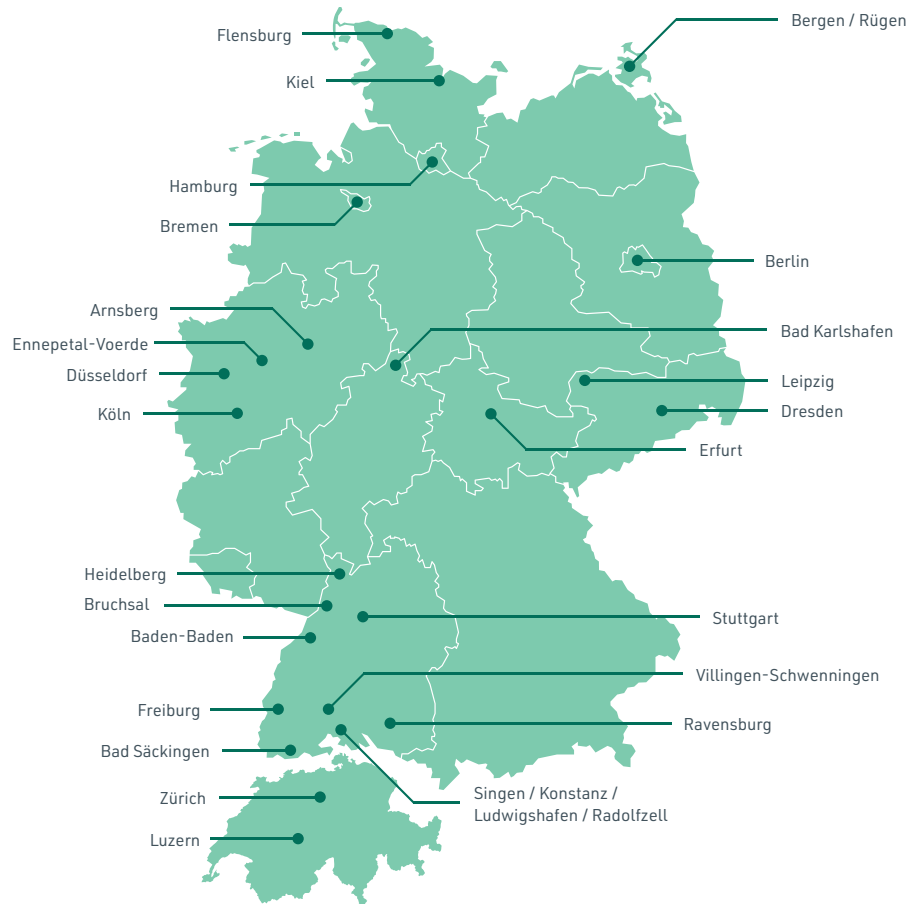 Bergen / Rügen
Flensburg
Kiel
Hamburg
Bremen
Berlin
Arnsberg
Bad Karlshafen
Ennepetal-Voerde
Düsseldorf
Leipzig
Köln
Dresden
Erfurt
Heidelberg
Bruchsal
Stuttgart
Baden-Baden
Villingen-Schwenningen
Freiburg
Ravensburg
Bad Säckingen
Zürich
Singen / Konstanz /
Ludwigshafen / Radolfzell
Luzern